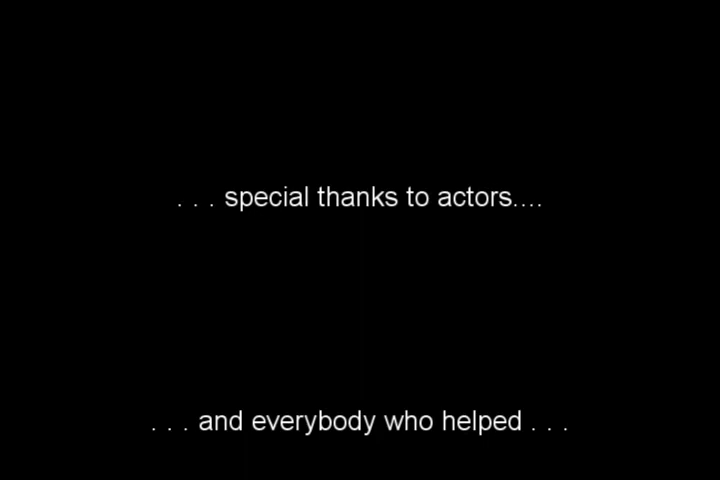 . . . special thanks to actors....
. . . and everybody who helped . . .